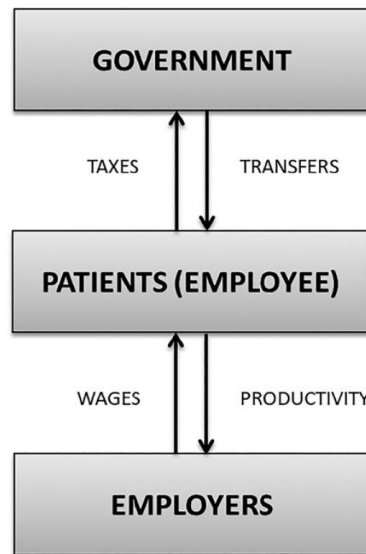 GOVERNMENT
TAXES
TRANSFERS
PATIENTS (EMPLOYEE)
WAGES
PRODUCTIVITY
EMPLOYERS